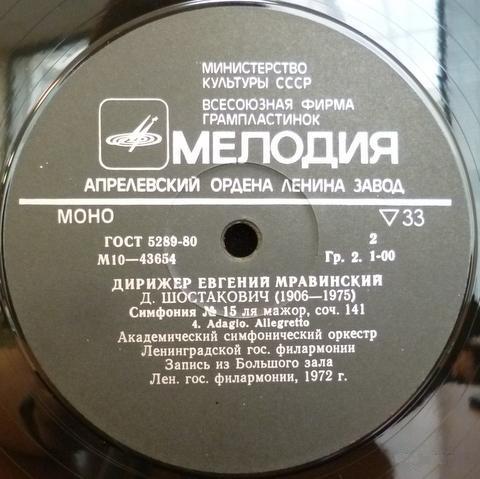 МИНИСТЕРСТВО
КУЛЬТУРЫ СССР
ВСЕСОЮЗНАЯ ФИРМА
ГРАМПЛАСТИНОК
МЕЛОДИЯ
АПРЕЛЕВСКИЙ ОРДЕНА ЛЕНИНА ЗАВОД
МОНО ▽33
ГОСТ 5289-80 2
М10—43654 Гр. 2. 1-00
ДИРИЖЕР ЕВГЕНИЙ МРАВИНСКИЙ
Д. ШОСТАКОВИЧ (1906—1975)
Симфония № 15 ля мажор, соч. 141
4. Adagio. Allegretto
Академический симфонический оркестр
Ленинградской гос. филармонии
Запись из Большого зала
Лен. гос. филармонии, 1972 г.